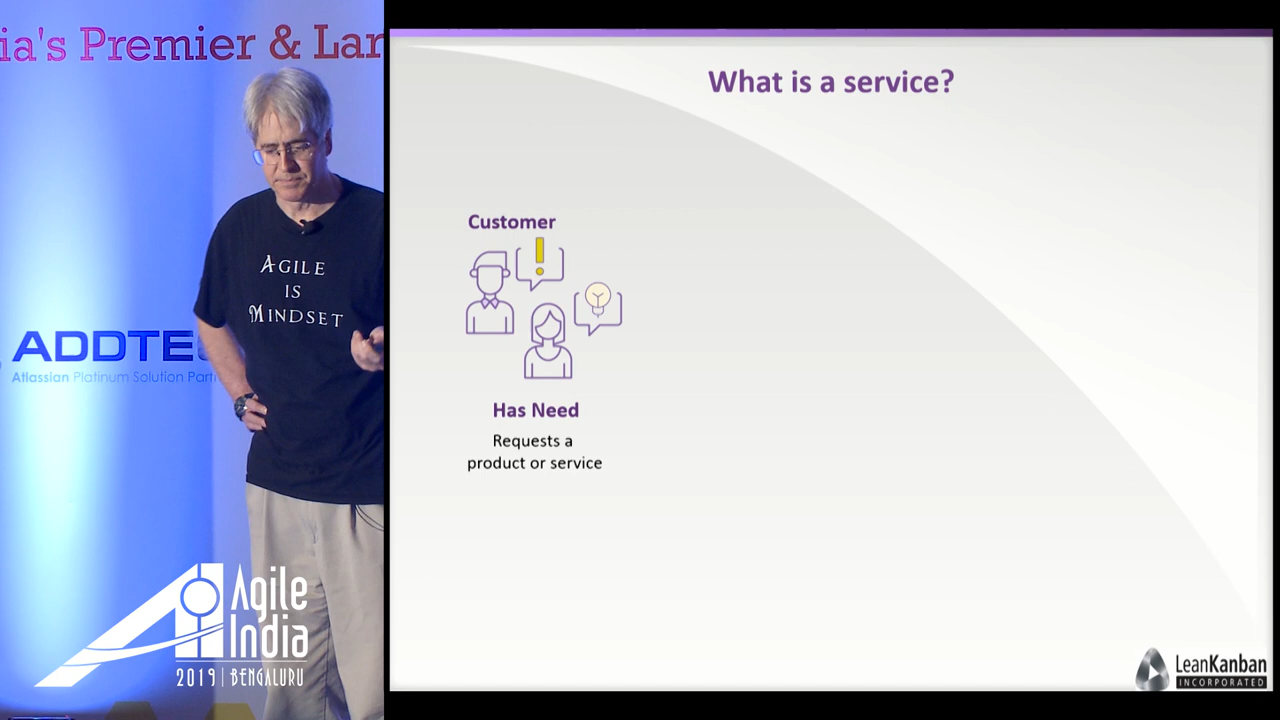 ia's Premier & Lar
AGILE
IS
MINDSET
ADDTE
Atlassian Platinum Solution Part
Agile
India
2019 | BENGALURU
What is a service?
Customer
Has Need
Requests a
product or service
LeanKanban
INCORPORATED